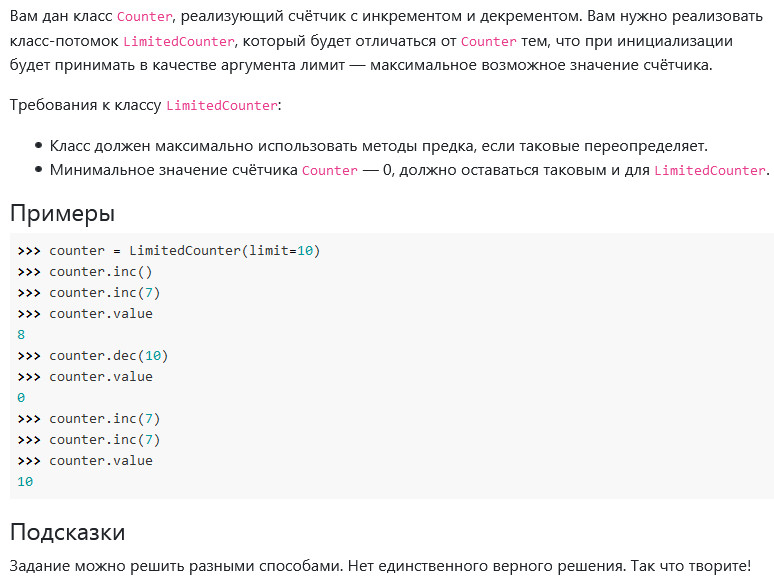 Вам дан класс Counter, реализующий счётчик с инкрементом и декрементом. Вам нужно реализовать
класс-потомок LimitedCounter, который будет отличаться от Counter тем, что при инициализации
будет принимать в качестве аргумента лимит — максимальное возможное значение счётчика.
Требования к классу LimitedCounter:
• Класс должен максимально использовать методы предка, если таковые переопределяет.
• Минимальное значение счётчика Counter — 0, должно оставаться таковым и для LimitedCounter.
Примеры
>>> counter = LimitedCounter(limit=10)
>>> counter.inc()
>>> counter.inc(7)
>>> counter.value
8
>>> counter.dec(10)
>>> counter.value
0
>>> counter.inc(7)
>>> counter.inc(7)
>>> counter.value
10
Подсказки
Задание можно решить разными способами. Нет единственного верного решения. Так что творите!